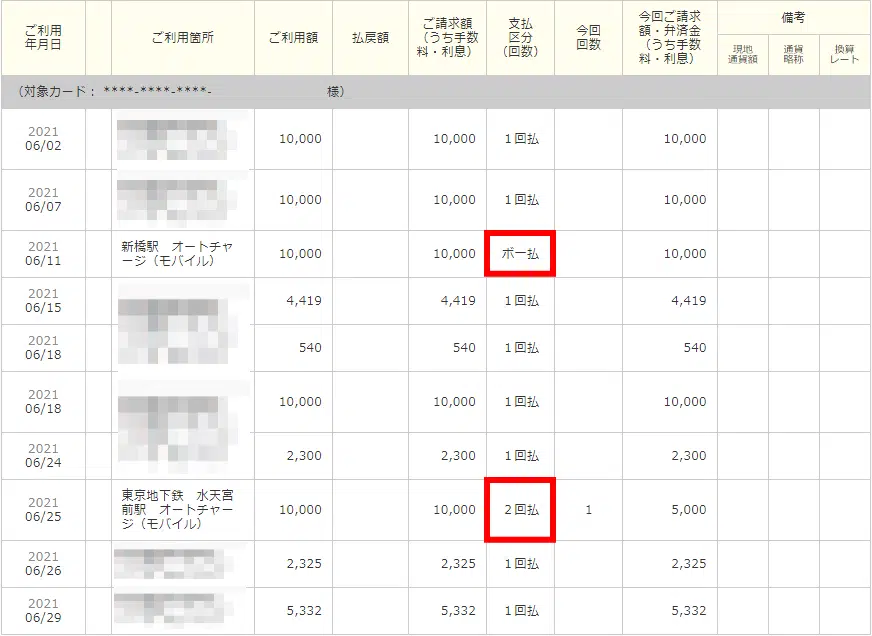 ご利用
年月日
ご利用箇所
ご利用額
払戻額
ご請求額
（うち手数
料・利息）
支払
区分
（回数）
今回
回数
今回ご請求
額・弁済金
（うち手数
料・利息）
備考
現地
通貨額
通貨
略称
換算
レート
（対象カード： ****-****-****- 様）
2021
06/02 10,000 10,000 1回払 10,000
2021
06/07 10,000 10,000 1回払 10,000
2021
06/11
新橋駅 オートチャ
ージ（モバイル）
10,000 10,000 ボー払 10,000
2021
06/15 4,419 4,419 1回払 4,419
2021
06/18 540 540 1回払 540
2021
06/18 10,000 10,000 1回払 10,000
2021
06/24 2,300 2,300 1回払 2,300
2021
06/25
東京地下鉄 水天宮
前駅 オートチャー
ジ（モバイル）
10,000 10,000 2回払 1 5,000
2021
06/26 2,325 2,325 1回払 2,325
2021
06/29 5,332 5,332 1回払 5,332